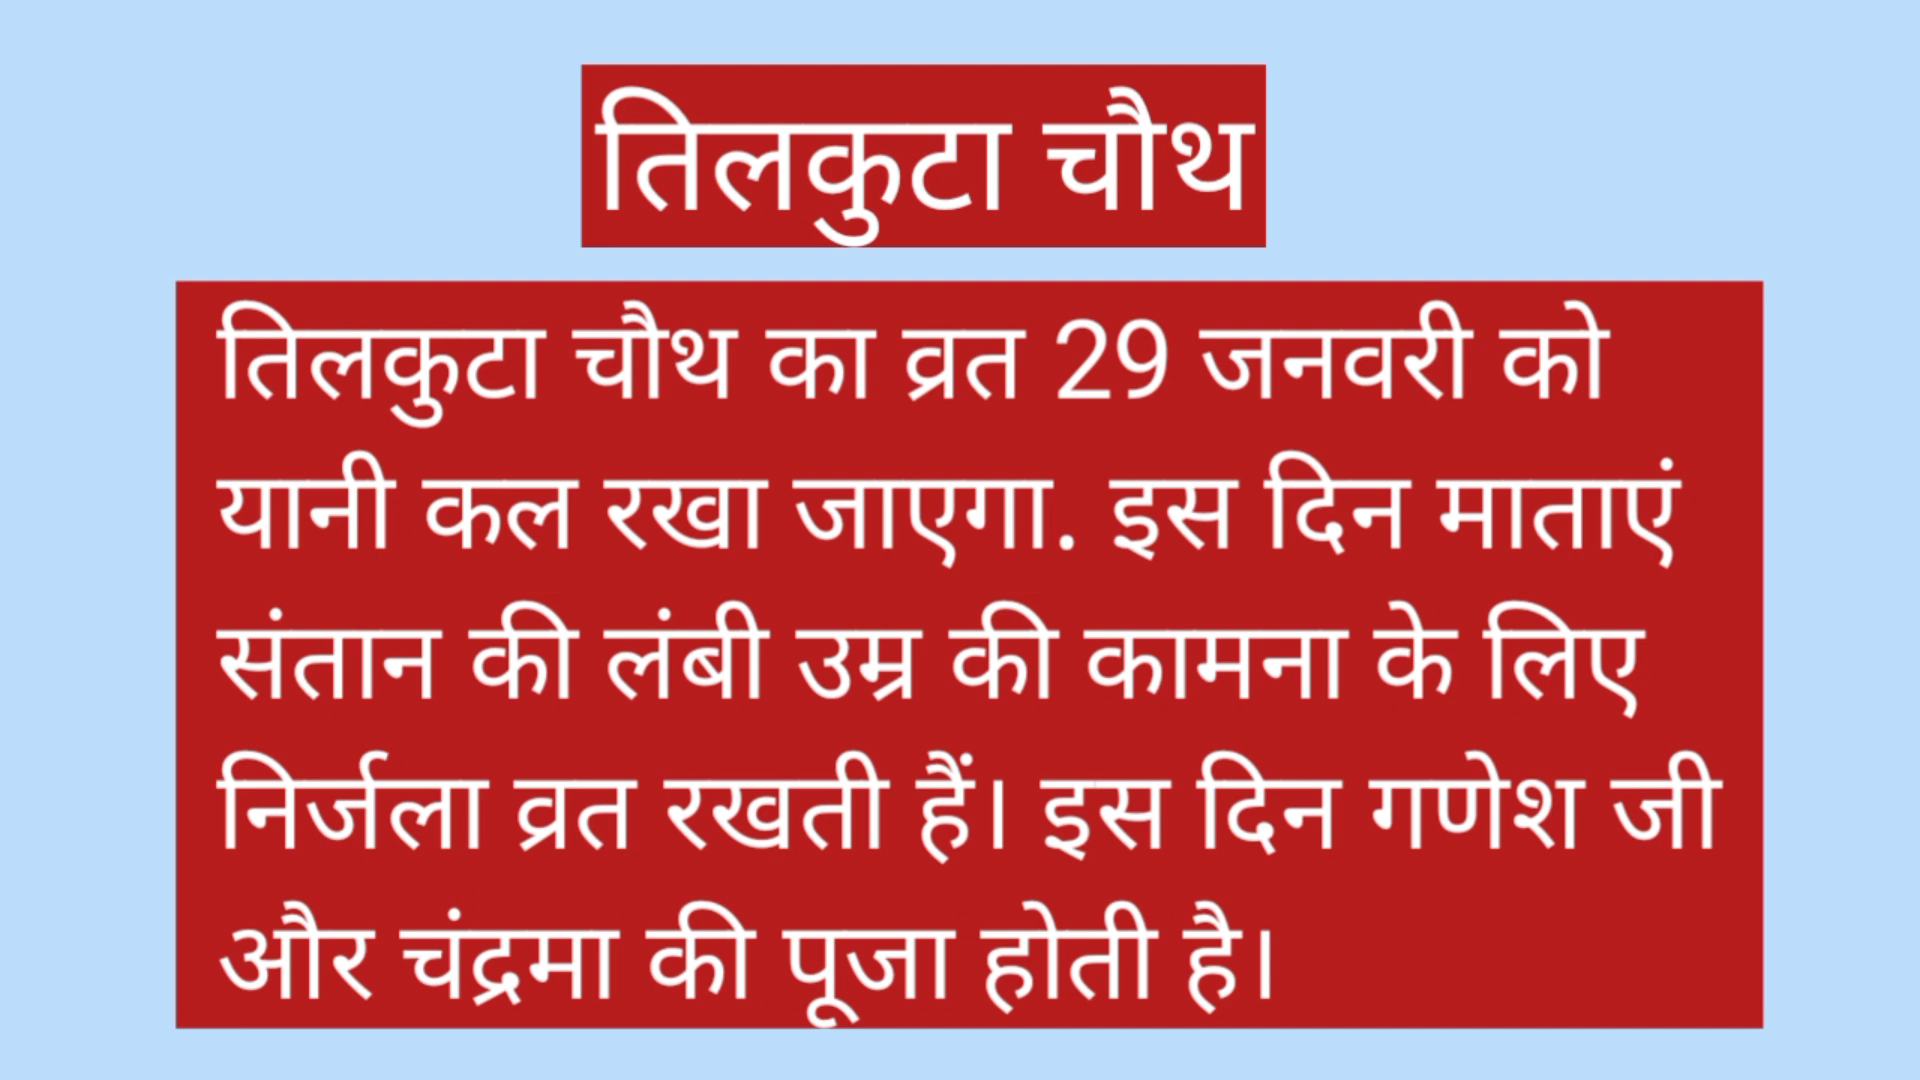 तिलकुटा चौथ
तिलकुटा चौथ का व्रत 29 जनवरी को
यानी कल रखा जाएगा. इस दिन माताएं
संतान की लंबी उम्र की कामना के लिए
निर्जला व्रत रखती हैं। इस दिन गणेश जी
और चंद्रमा की पूजा होती है।